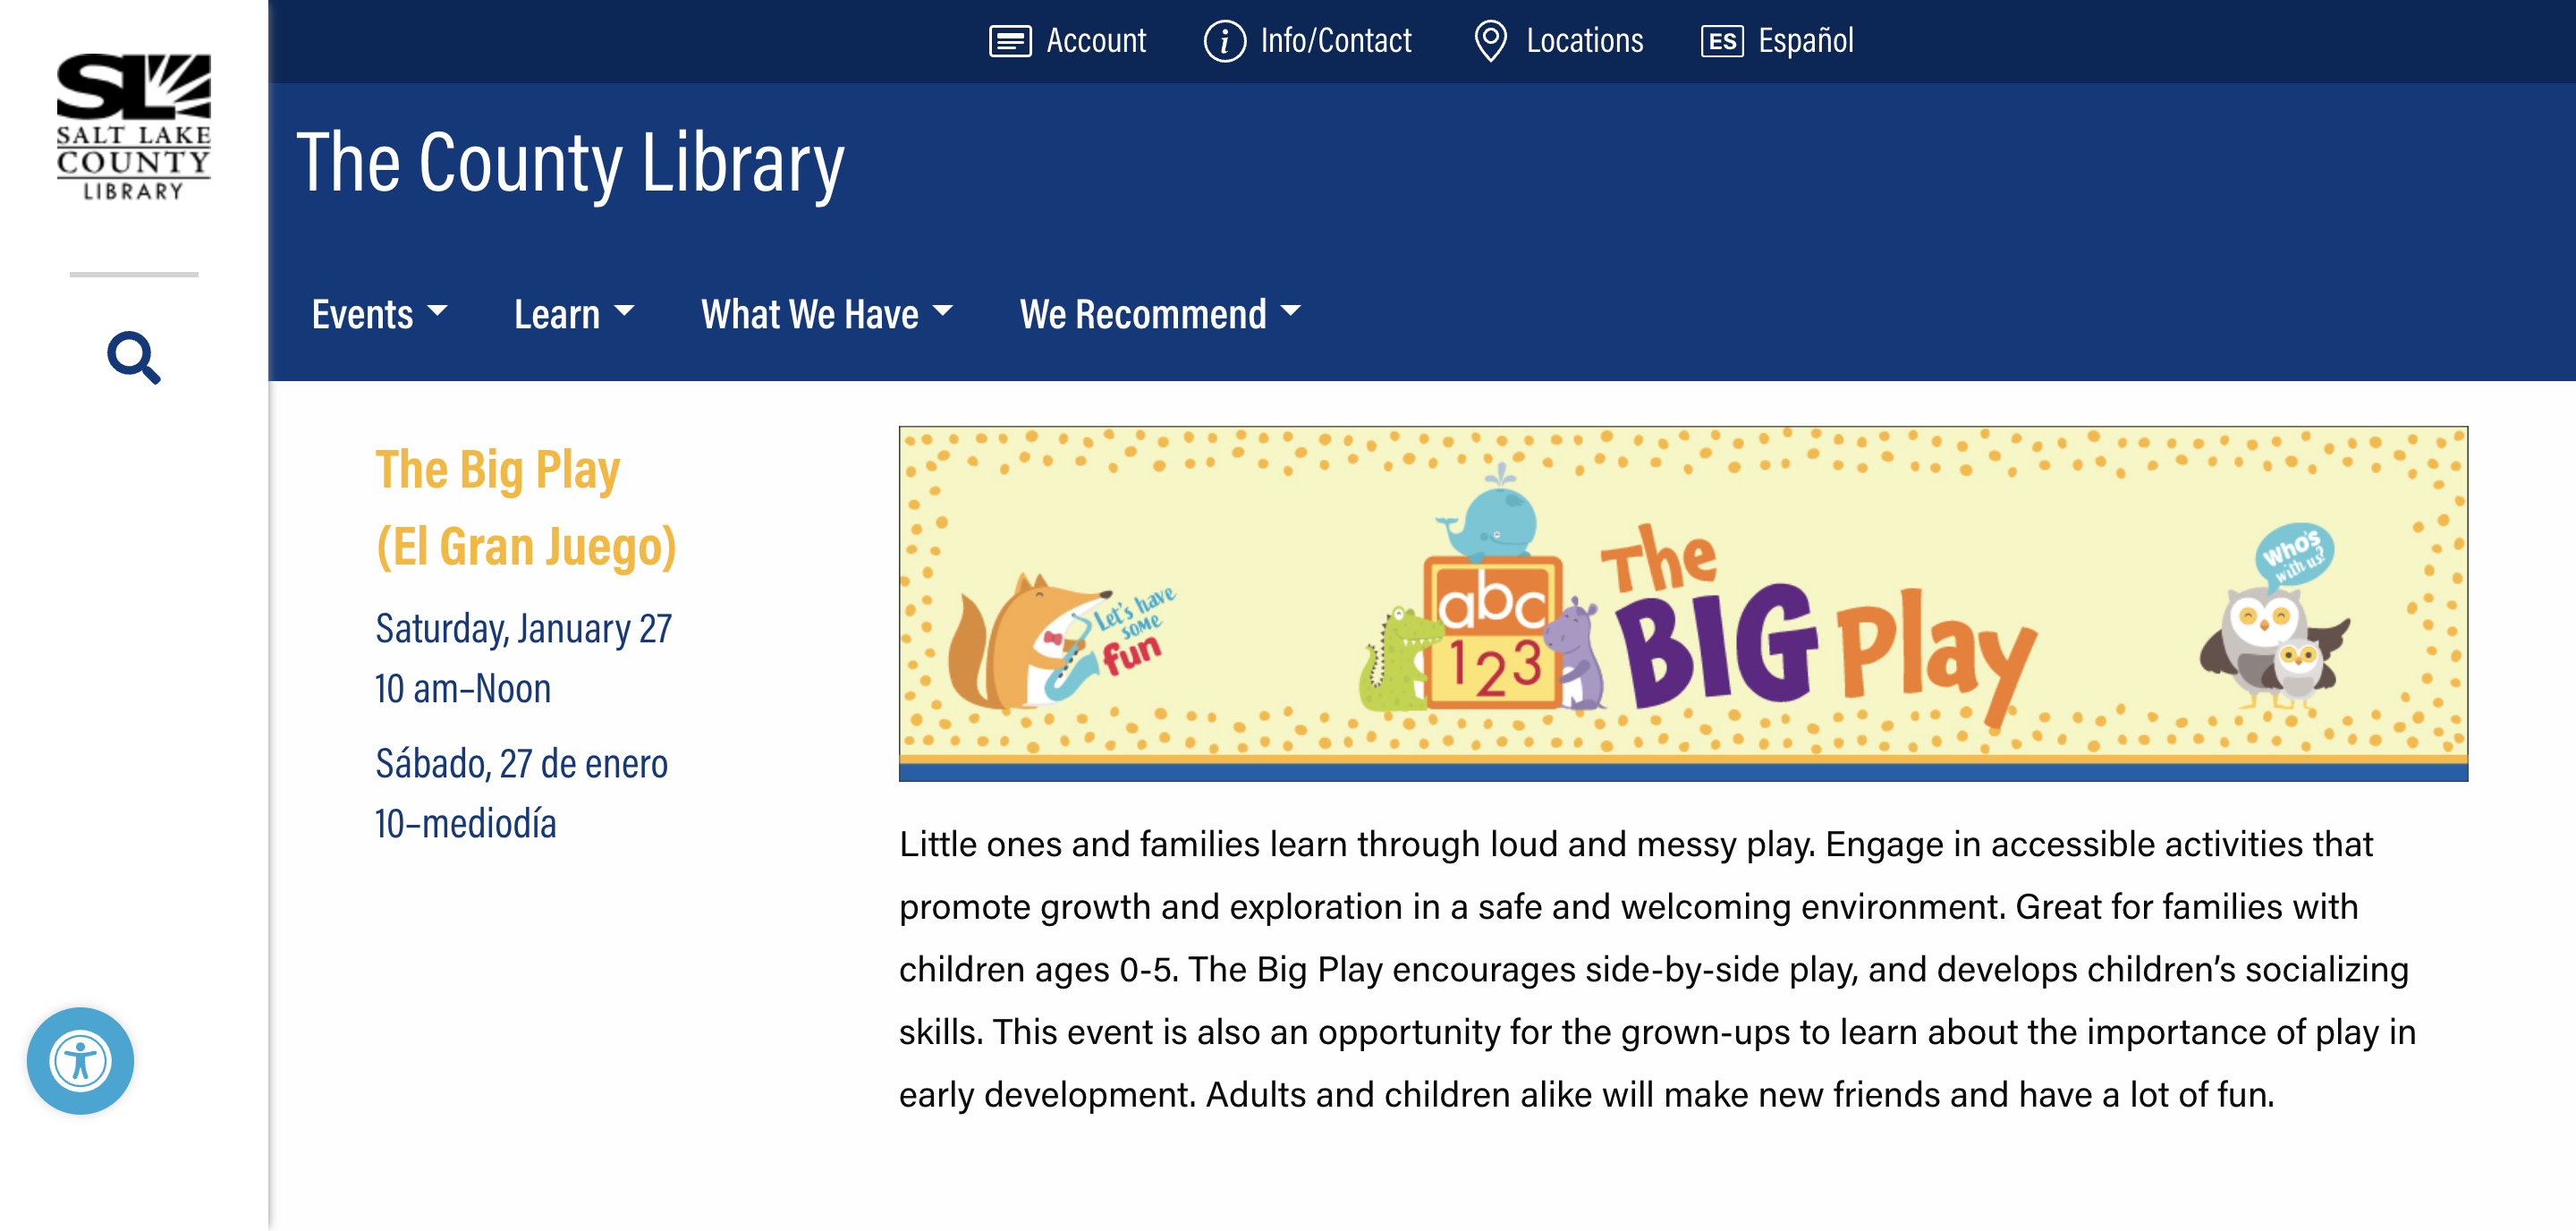 SL
SALT LAKE
COUNTY
LIBRARY
Account
Info/Contact
Locations
ES Español
The County Library
Events
Learn
What We Have
We Recommend
The Big Play
(El Gran Juego)
Saturday, January 27
10 am–Noon
Sábado, 27 de enero
10–mediodía
Let's have
some
fun
abc
123
The
BIG Play
Who's
with us?
Little ones and families learn through loud and messy play. Engage in accessible activities that
promote growth and exploration in a safe and welcoming environment. Great for families with
children ages 0-5. The Big Play encourages side-by-side play, and develops children’s socializing
skills. This event is also an opportunity for the grown-ups to learn about the importance of play in
early development. Adults and children alike will make new friends and have a lot of fun.